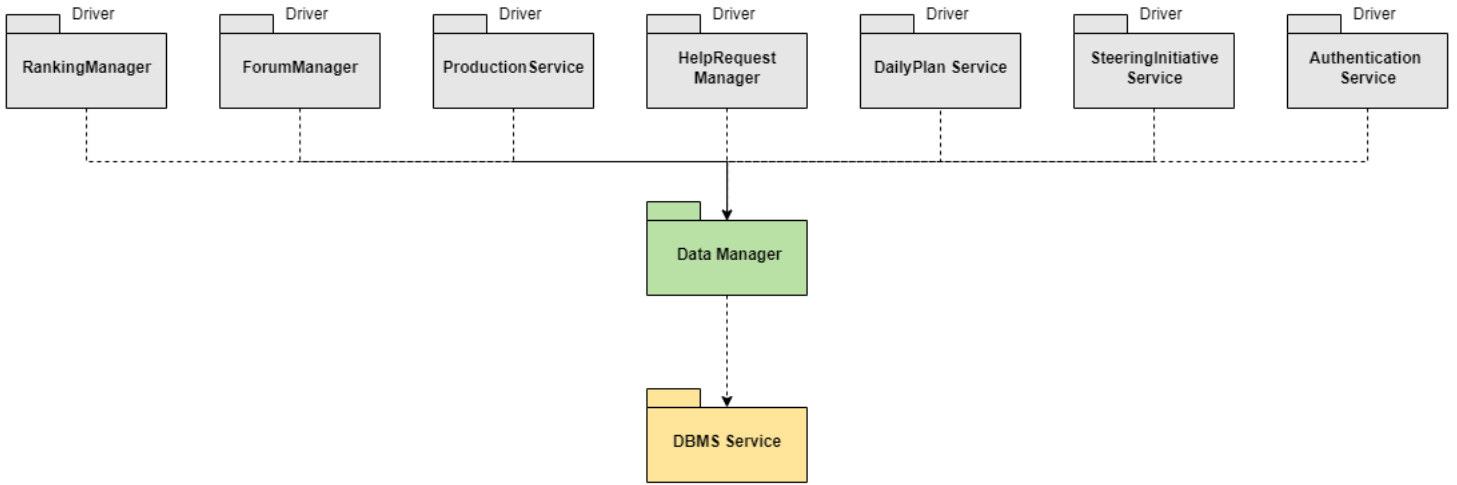 Driver Driver Driver Driver Driver Driver Driver
RankingManager
ForumManager
ProductionService
HelpRequest
Manager
DailyPlan Service
SteeringInitiative
Service
Authentication
Service
Data Manager
DBMS Service